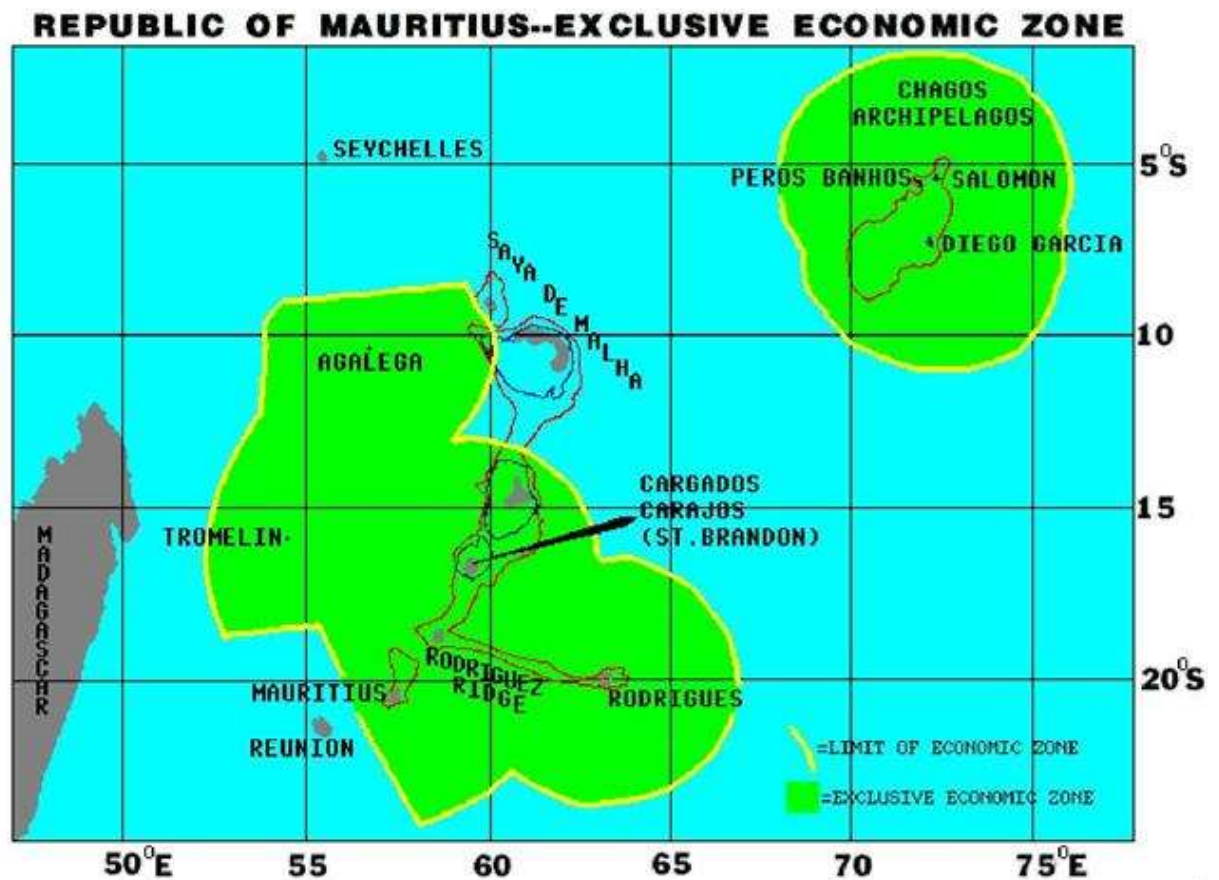 REPUBLIC OF MAURITIUS--EXCLUSIVE ECONOMIC ZONE
CHAGOS
ARCHIPELAGOS
SEYCHELLES
5°S
PEROS BANHOS
SALOMON
DIEGO GARCIA
SAYA DE MALHA
10
AGALEGA
CARGADOS
CARAJOS
(ST.BRANDON)
15
TROMELIN
MADAGASCAR
RODRIGUEZ
RIDGE
20°S
MAURITIUS
RODRIGUES
REUNION
=LIMIT OF ECONOMIC ZONE
=EXCLUSIVE ECONOMIC ZONE
50°E
55
60
65
70
75°E